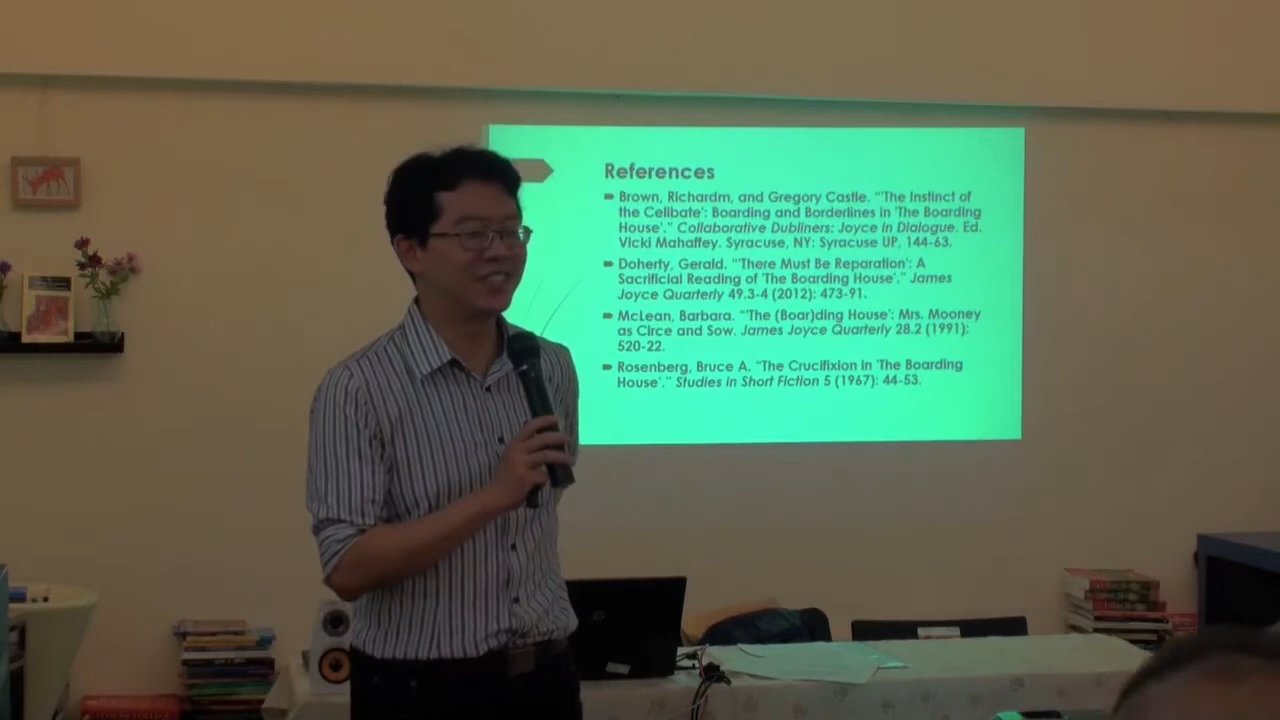 References
Brown, Richardm, and Gregory Castle. “'The Instinct of
the Celibate': Boarding and Borderlines in 'The Boarding
House'.” Collaborative Dubliners: Joyce in Dialogue. Ed.
Vicki Mahaffey. Syracuse, NY: Syracuse UP, 144-63.
Doherty, Gerald. “'There Must Be Reparation': A
Sacrificial Reading of 'The Boarding House'.” James
Joyce Quarterly 49.3-4 (2012): 473-91.
McLean, Barbara. “'The (Boar)ding House': Mrs. Mooney
as Circe and Sow. James Joyce Quarterly 28.2 (1991):
520-22.
Rosenberg, Bruce A. “The Crucifixion in 'The Boarding
House'.” Studies in Short Fiction 5 (1967): 44-53.